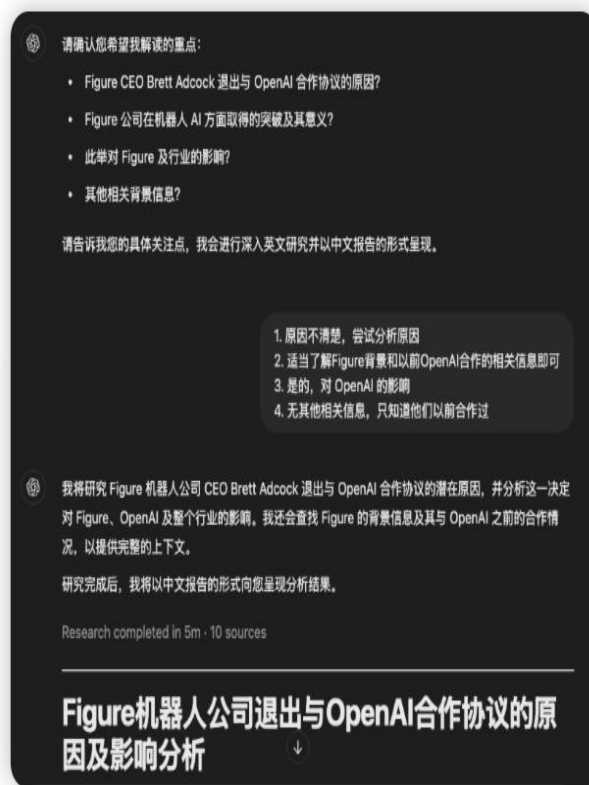 请确认您希望我解读的重点：
• Figure CEO Brett Adcock 退出与 OpenAI 合作协议的原因？
• Figure 公司在机器人 AI 方面取得的突破及其意义？
• 此举对 Figure 及行业的影响？
• 其他相关背景信息？
请告诉我您的具体关注点，我会进行深入英文研究并以中文报告的形式呈现。
1. 原因不清楚，尝试分析原因
2. 适当了解Figure背景和以前OpenAI合作的相关信息即可
3. 是的，对 OpenAI 的影响
4. 无其他相关信息，只知道他们以前合作过
我将研究 Figure 机器人公司 CEO Brett Adcock 退出与 OpenAI 合作协议的潜在原因，并分析这一决定
对 Figure、OpenAI 及整个行业的影响。我还会查找 Figure 的背景信息及其与 OpenAI 之前的合作情
况，以提供完整的上下文。
研究完成后，我将以中文报告的形式向您呈现分析结果。
Research completed in 5m · 10 sources
Figure机器人公司退出与OpenAI合作协议的原
因及影响分析